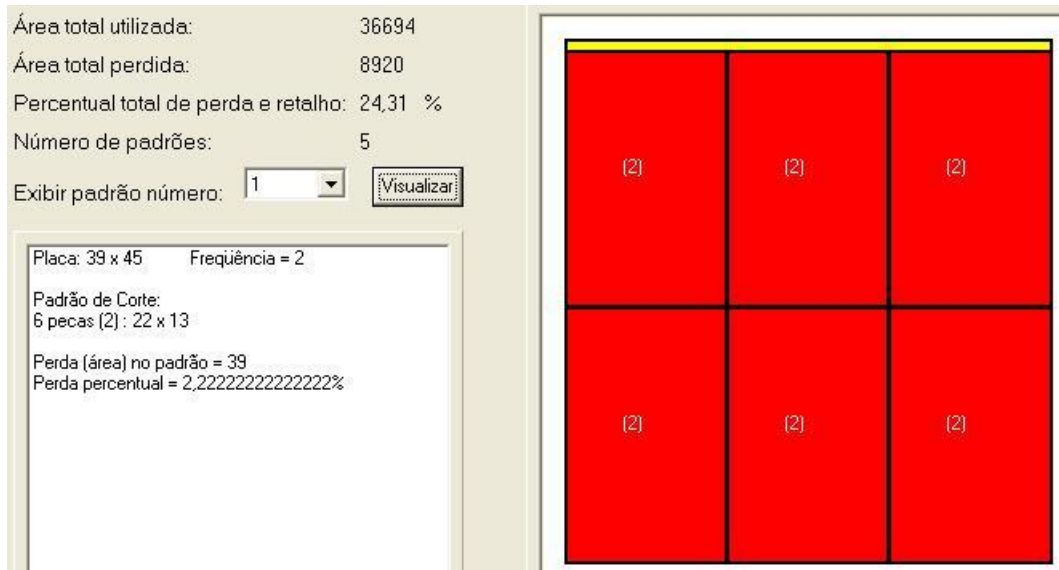 Área total utilizada: 36694
Área total perdida: 8920
Percentual total de perda e retalho: 24,31 %
Número de padrões: 5
Exibir padrão número: 1 Visualizar
Placa: 39 x 45 Freqüência = 2
Padrão de Corte:
6 pecas (2) : 22 x 13
Perda (área) no padrão = 39
Perda percentual = 2,22222222222222%
(2) (2) (2)
(2) (2) (2)